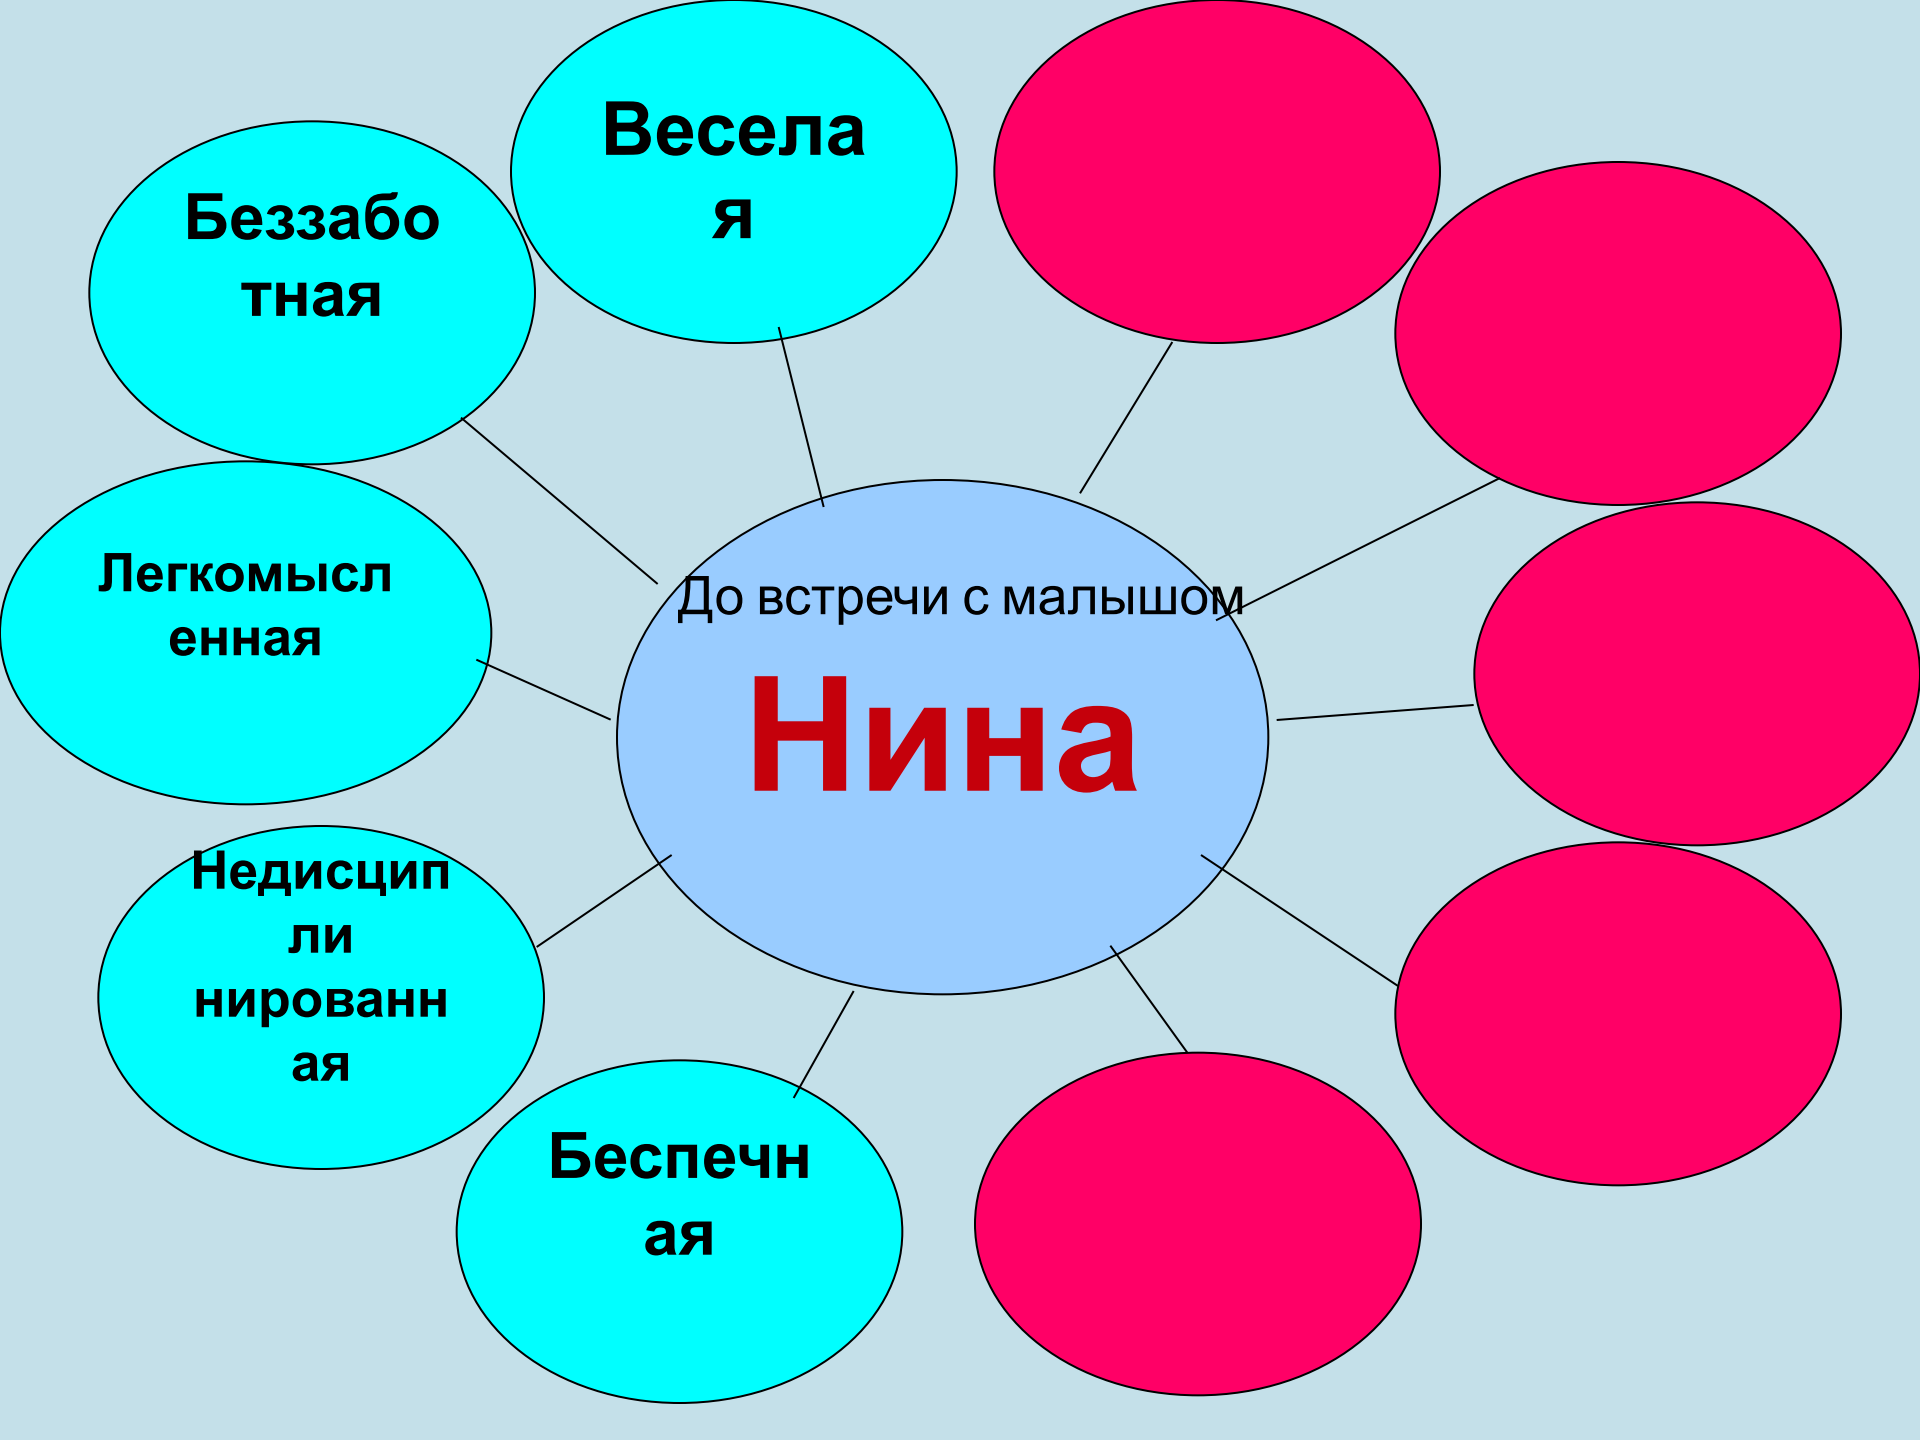 Весела
я
Беззабо
тная
Легкомысл
енная
До встречи с малышом
Нина
Недисцип
ли
нированн
ая
Беспечн
ая